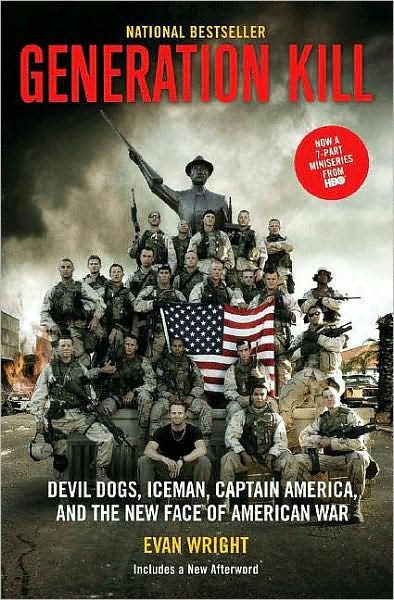 NATIONAL BESTSELLER
GENERATION KILL
NOW A
7-PART
MINISERIES
FROM
HBO
DEVIL DOGS, ICEMAN, CAPTAIN AMERICA,
AND THE NEW FACE OF AMERICAN WAR
EVAN WRIGHT
Includes a New Afterword